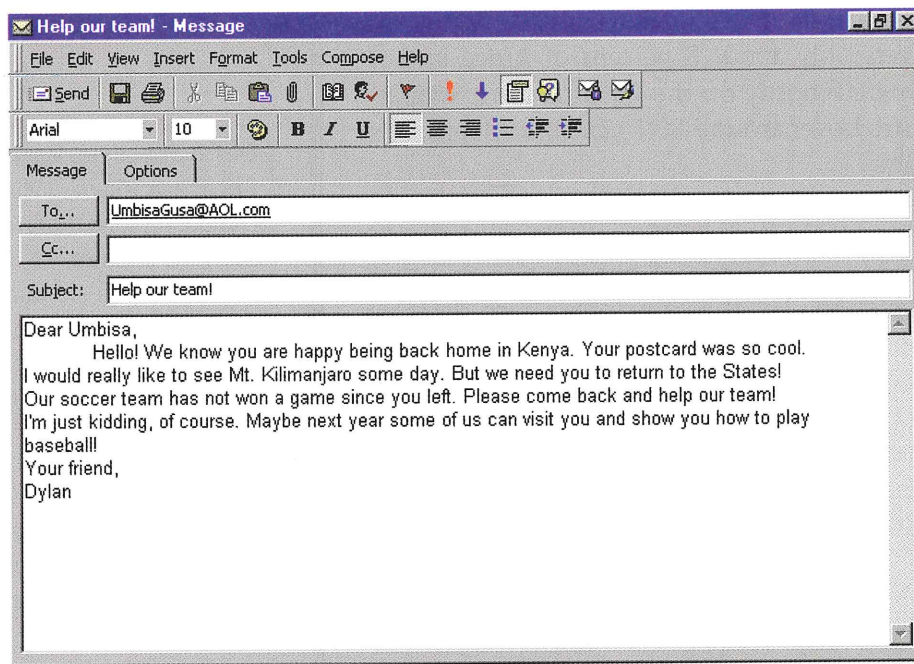 Help our team! - Message
File Edit View Insert Format Tools Compose Help
Send
Arial 10 B I U
Message Options
To... UmbisaGusa@AOL.com
Cc...
Subject: Help our team!
Dear Umbisa,
Hello! We know you are happy being back home in Kenya. Your postcard was so cool.
I would really like to see Mt. Kilimanjaro some day. But we need you to return to the States!
Our soccer team has not won a game since you left. Please come back and help our team!
I'm just kidding, of course. Maybe next year some of us can visit you and show you how to play
baseball!
Your friend,
Dylan